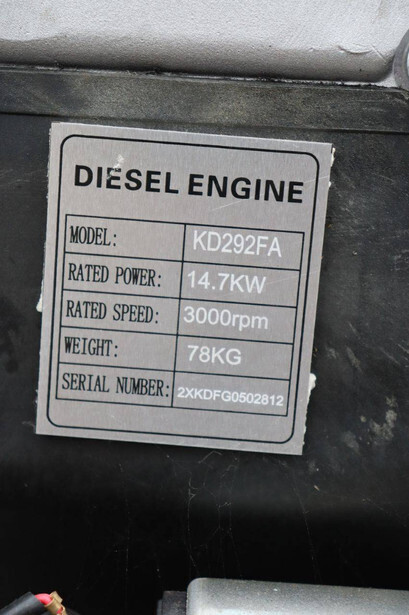 DIESEL ENGINE
MODEL: KD292FA
RATED POWER: 14.7KW
RATED SPEED: 3000rpm
WEIGHT: 78KG
SERIAL NUMBER: 2XKDFG0502812